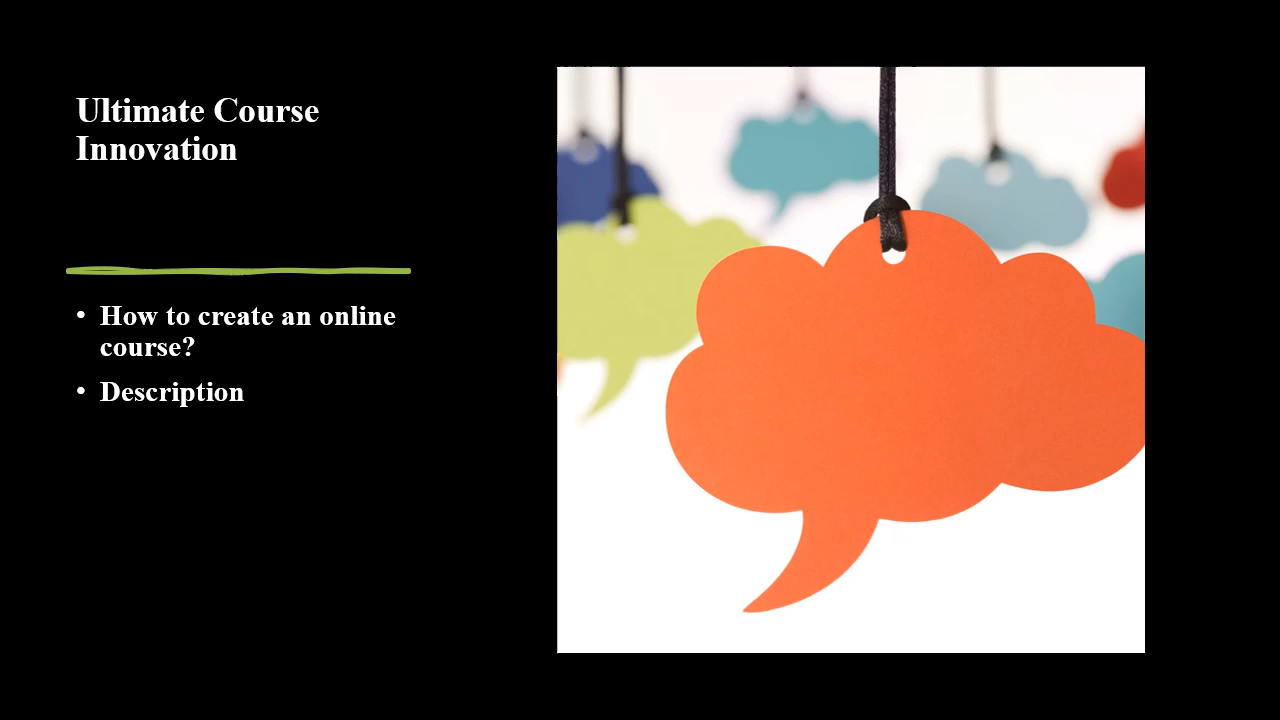 Ultimate Course
Innovation
• How to create an online
course?
• Description